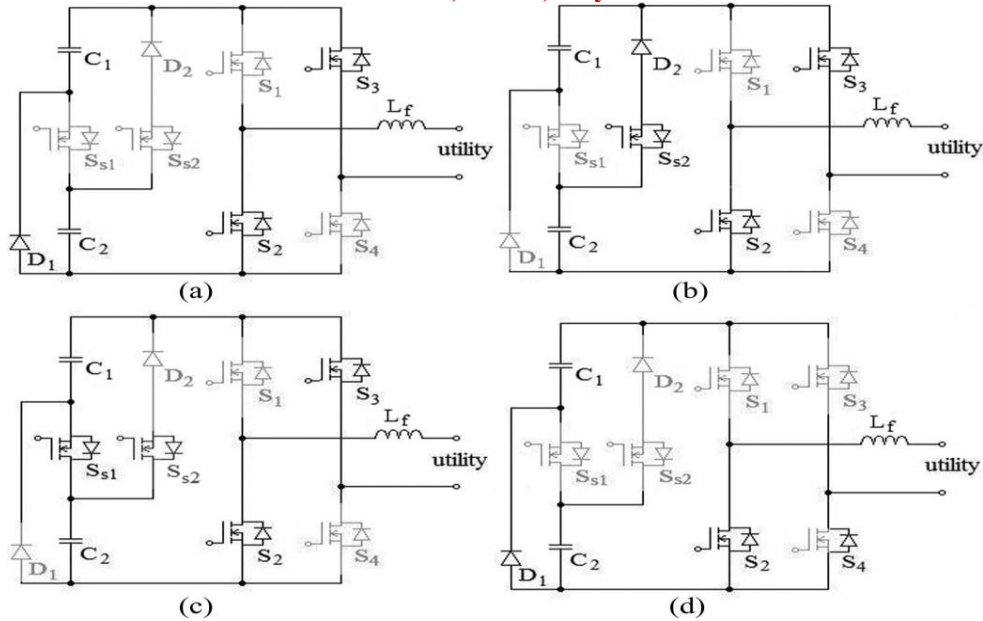 C1
D2
S1
S3
Lf
utility
Ss1
Ss2
C2
D1
S2
S4
(a)
C1
D2
S1
S3
Lf
utility
Ss1
Ss2
C2
D1
S2
S4
(b)
C1
D2
S1
S3
Lf
utility
Ss1
Ss2
C2
D1
S2
S4
(c)
C1
D2
S1
S3
Lf
utility
Ss1
Ss2
C2
D1
S2
S4
(d)